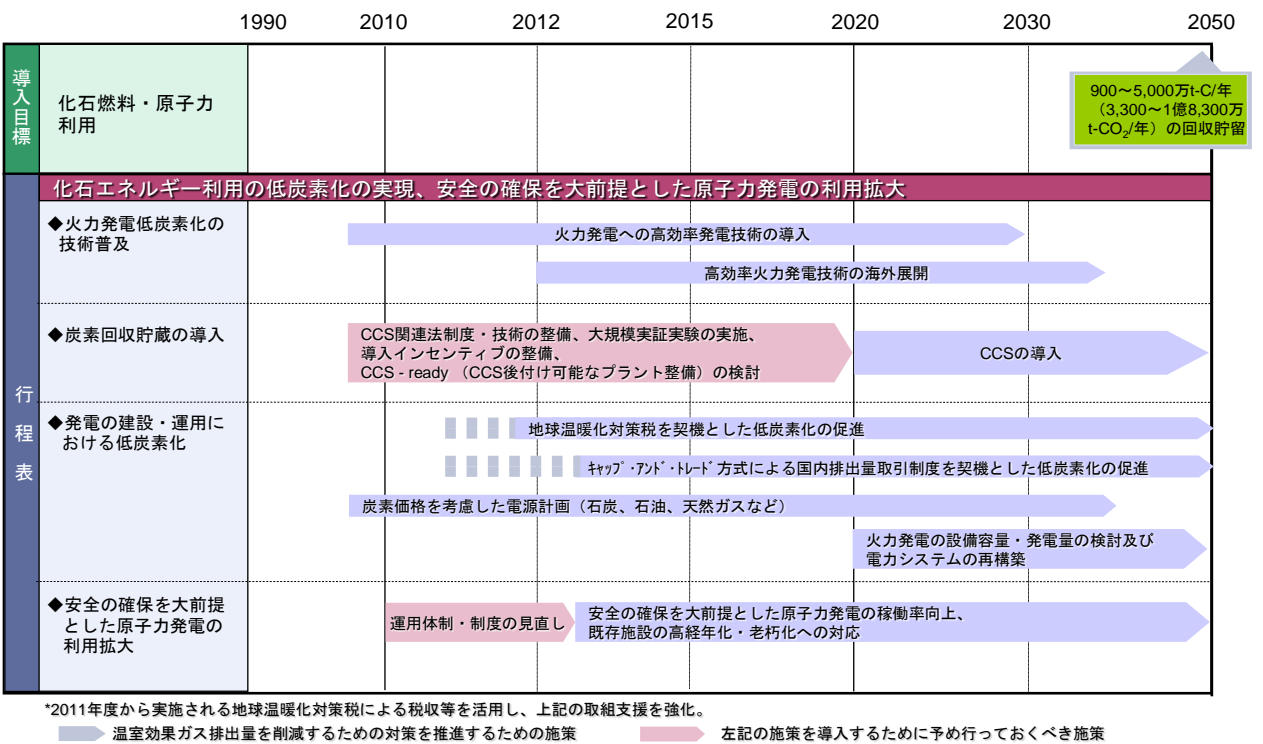 1990 2010 2012 2015 2020 2030 2050
導入目標
化石燃料・原子力
利用
900～5,000万t-C/年
（3,300～1億8,300万
t-CO₂/年）の回収貯留
行程表
化石エネルギー利用の低炭素化の実現、安全の確保を大前提とした原子力発電の利用拡大
◆火力発電低炭素化の
技術普及
火力発電への高効率発電技術の導入
高効率火力発電技術の海外展開
◆炭素回収貯蔵の導入
CCS関連法制度・技術の整備、大規模実証実験の実施、
導入インセンティブの整備、
CCS - ready （CCS後付け可能なプラント整備）の検討
CCSの導入
◆発電の建設・運用に
おける低炭素化
地球温暖化対策税を契機とした低炭素化の促進
ｷｬｯﾌﾟ･ｱﾝﾄﾞ･ﾄﾚｰﾄﾞ方式による国内排出量取引制度を契機とした低炭素化の促進
炭素価格を考慮した電源計画（石炭、石油、天然ガスなど）
火力発電の設備容量・発電量の検討及び
電力システムの再構築
◆安全の確保を大前提
とした原子力発電の
利用拡大
運用体制・制度の見直し
安全の確保を大前提とした原子力発電の稼働率向上、
既存施設の高経年化・老朽化への対応
*2011年度から実施される地球温暖化対策税による税収等を活用し、上記の取組支援を強化。
温室効果ガス排出量を削減するための対策を推進するための施策
左記の施策を導入するために予め行っておくべき施策